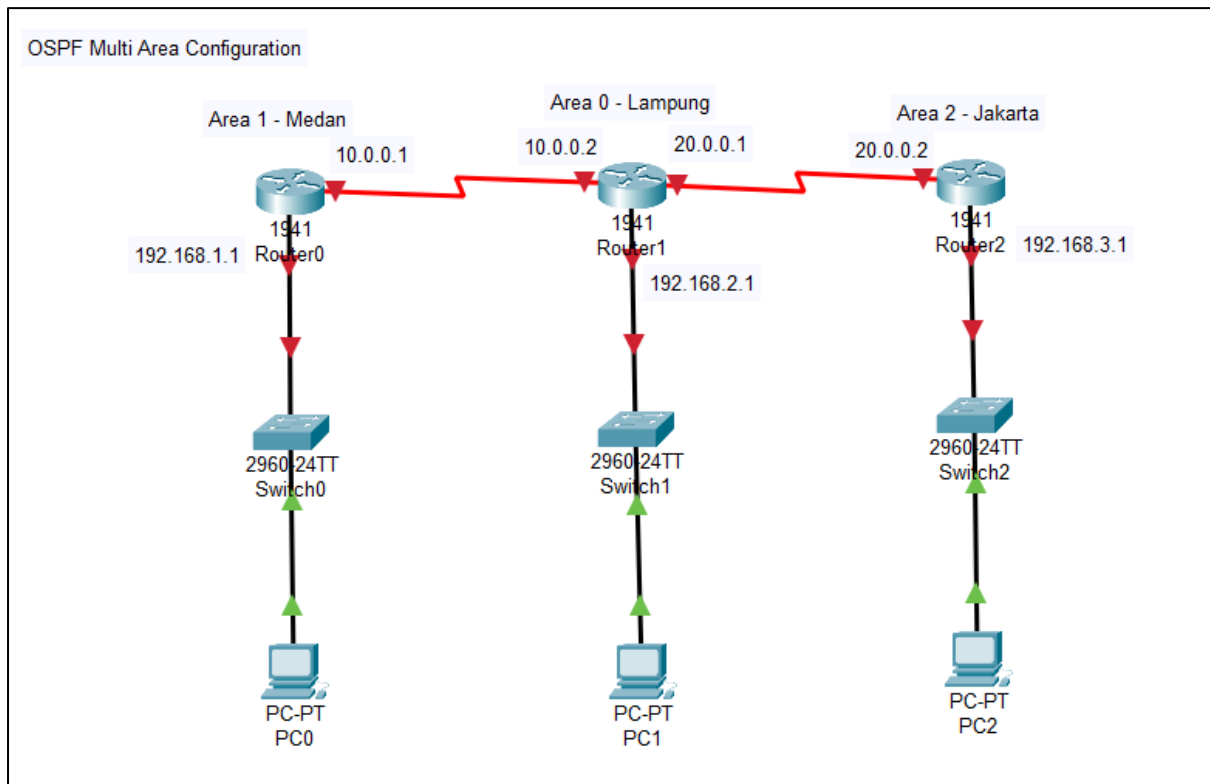 OSPF Multi Area Configuration
Area 1 - Medan
Area 0 - Lampung
Area 2 - Jakarta
10.0.0.1
10.0.0.2
20.0.0.1
20.0.0.2
1941
Router0
1941
Router1
1941
Router2
192.168.1.1
192.168.2.1
192.168.3.1
2960-24TT
Switch0
2960-24TT
Switch1
2960-24TT
Switch2
PC-PT
PC0
PC-PT
PC1
PC-PT
PC2